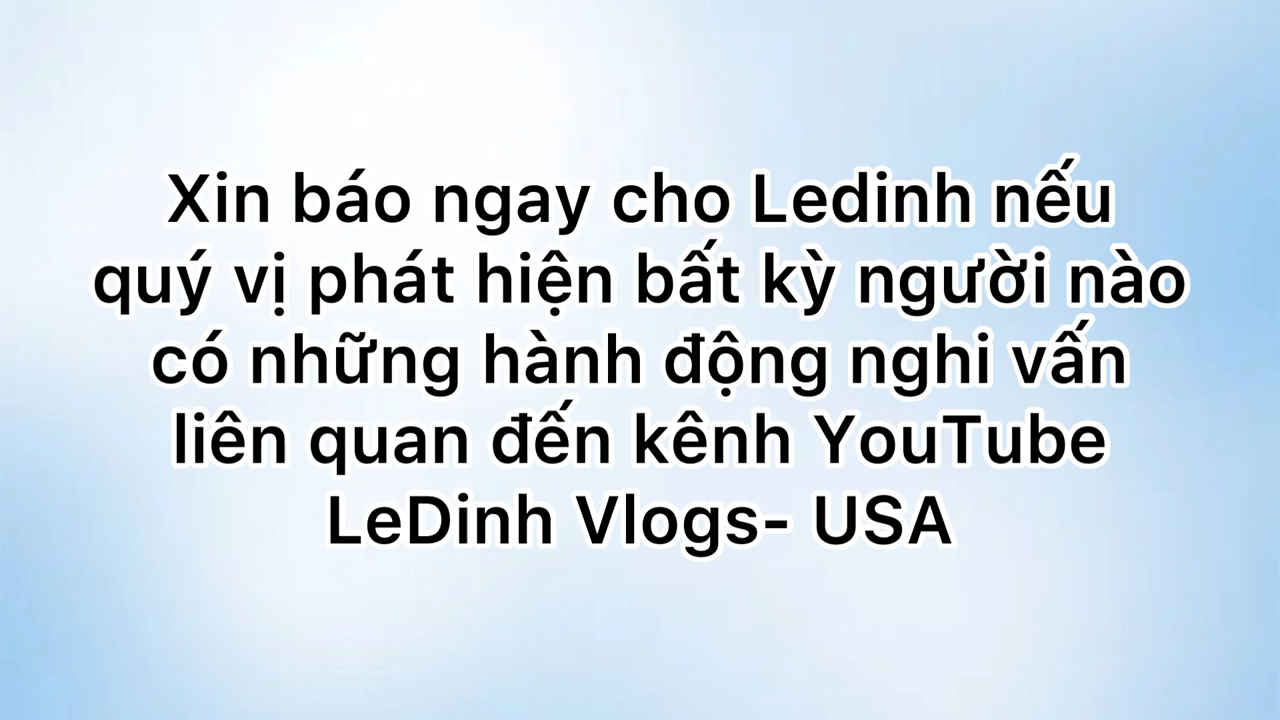 Xin báo ngay cho Ledinh nếu
quý vị phát hiện bất kỳ người nào
có những hành động nghi vấn
liên quan đến kênh YouTube
LeDinh Vlogs- USA